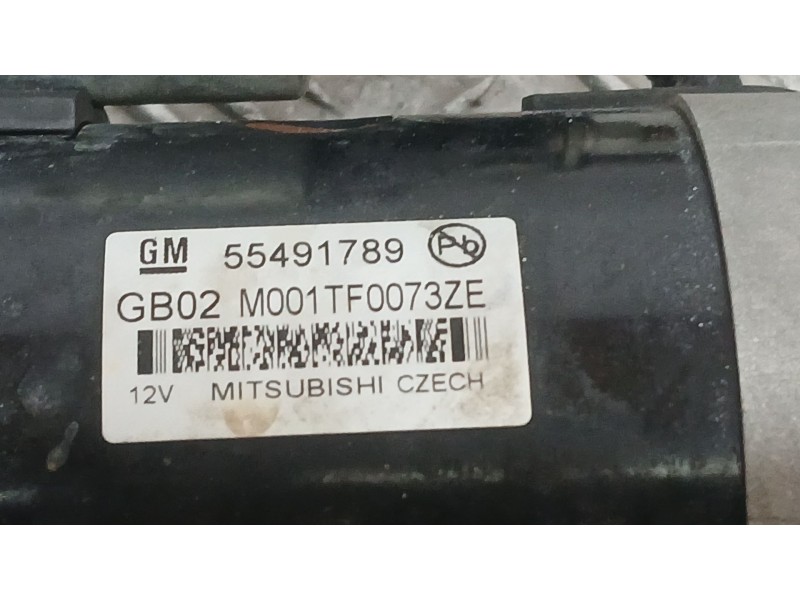 GM 55491789 Pb
GB02 M001TF0073ZE
12V MITSUBISHI CZECH